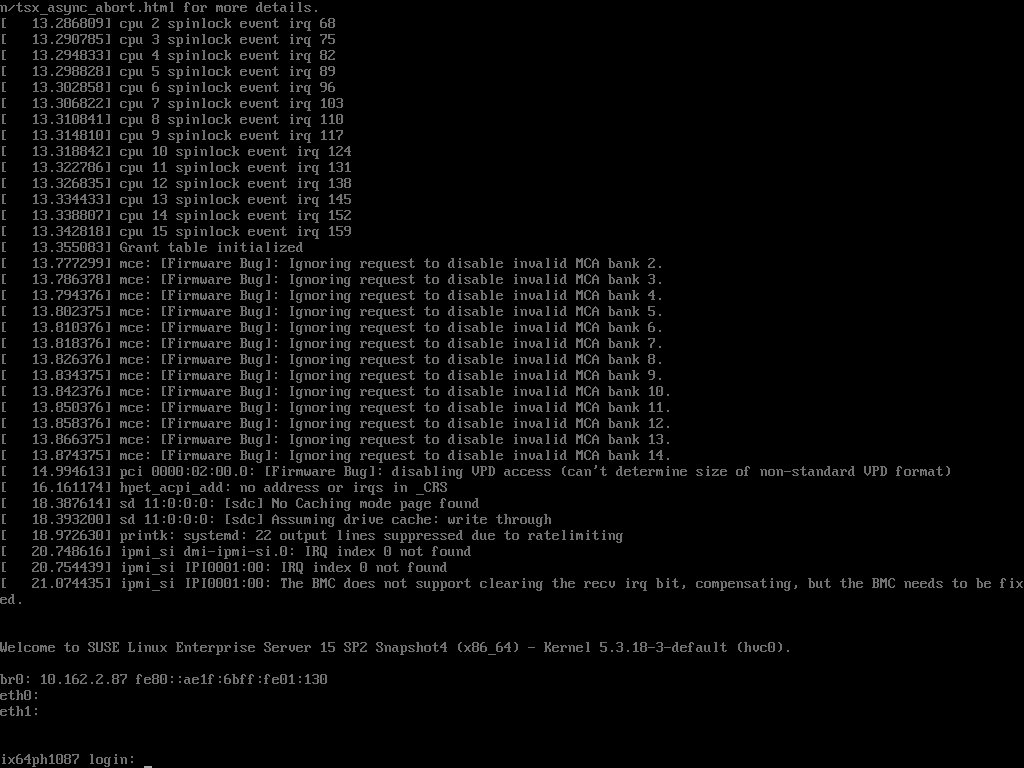 n/tsx_async_abort.html for more details.
[   13.286809] cpu 2 spinlock event irq 68
[   13.290785] cpu 3 spinlock event irq 75
[   13.294833] cpu 4 spinlock event irq 82
[   13.298828] cpu 5 spinlock event irq 89
[   13.302858] cpu 6 spinlock event irq 96
[   13.306822] cpu 7 spinlock event irq 103
[   13.310841] cpu 8 spinlock event irq 110
[   13.314810] cpu 9 spinlock event irq 117
[   13.318842] cpu 10 spinlock event irq 124
[   13.322786] cpu 11 spinlock event irq 131
[   13.326835] cpu 12 spinlock event irq 138
[   13.334433] cpu 13 spinlock event irq 145
[   13.338807] cpu 14 spinlock event irq 152
[   13.342818] cpu 15 spinlock event irq 159
[   13.355083] Grant table initialized
[   13.777299] mce: [Firmware Bug]: Ignoring request to disable invalid MCA bank 2.
[   13.786378] mce: [Firmware Bug]: Ignoring request to disable invalid MCA bank 3.
[   13.794376] mce: [Firmware Bug]: Ignoring request to disable invalid MCA bank 4.
[   13.802375] mce: [Firmware Bug]: Ignoring request to disable invalid MCA bank 5.
[   13.810376] mce: [Firmware Bug]: Ignoring request to disable invalid MCA bank 6.
[   13.818376] mce: [Firmware Bug]: Ignoring request to disable invalid MCA bank 7.
[   13.826376] mce: [Firmware Bug]: Ignoring request to disable invalid MCA bank 8.
[   13.834375] mce: [Firmware Bug]: Ignoring request to disable invalid MCA bank 9.
[   13.842376] mce: [Firmware Bug]: Ignoring request to disable invalid MCA bank 10.
[   13.850376] mce: [Firmware Bug]: Ignoring request to disable invalid MCA bank 11.
[   13.858376] mce: [Firmware Bug]: Ignoring request to disable invalid MCA bank 12.
[   13.866375] mce: [Firmware Bug]: Ignoring request to disable invalid MCA bank 13.
[   13.874375] mce: [Firmware Bug]: Ignoring request to disable invalid MCA bank 14.
[   14.994613] pci 0000:02:00.0: [Firmware Bug]: disabling VPD access (can't determine size of non-standard VPD format)
[   16.161174] hpet_acpi_add: no address or irqs in _CRS
[   18.387614] sd 11:0:0:0: [sdc] No Caching mode page found
[   18.393200] sd 11:0:0:0: [sdc] Assuming drive cache: write through
[   18.972630] printk: systemd: 22 output lines suppressed due to ratelimiting
[   20.748616] ipmi_si dmi-ipmi-si.0: IRQ index 0 not found
[   20.754439] ipmi_si IPI0001:00: IRQ index 0 not found
[   21.074435] ipmi_si IPI0001:00: The BMC does not support clearing the recv irq bit, compensating, but the BMC needs to be fix
ed.
Welcome to SUSE Linux Enterprise Server 15 SP2 Snapshot4 (x86_64) - Kernel 5.3.18-3-default (hvc0).
br0: 10.162.2.87 fe80::ae1f:6bff:fe01:130
eth0:
eth1:
ix64ph1087 login: _